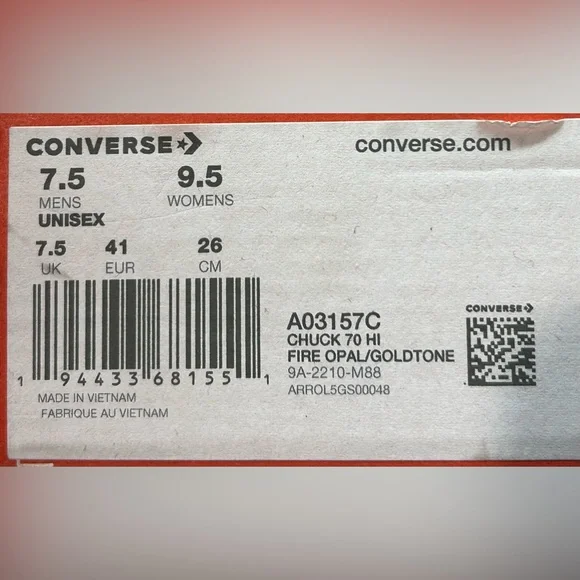 CONVERSE
converse.com
7.5 9.5
MENS WOMENS
UNISEX
7.5 41 26
UK EUR CM
CONVERSE
A03157C
CHUCK 70 HI
FIRE OPAL/GOLDTONE
9A-2210-M88
ARROL5GS00048
1 94433 68155 1
MADE IN VIETNAM
FABRIQUE AU VIETNAM